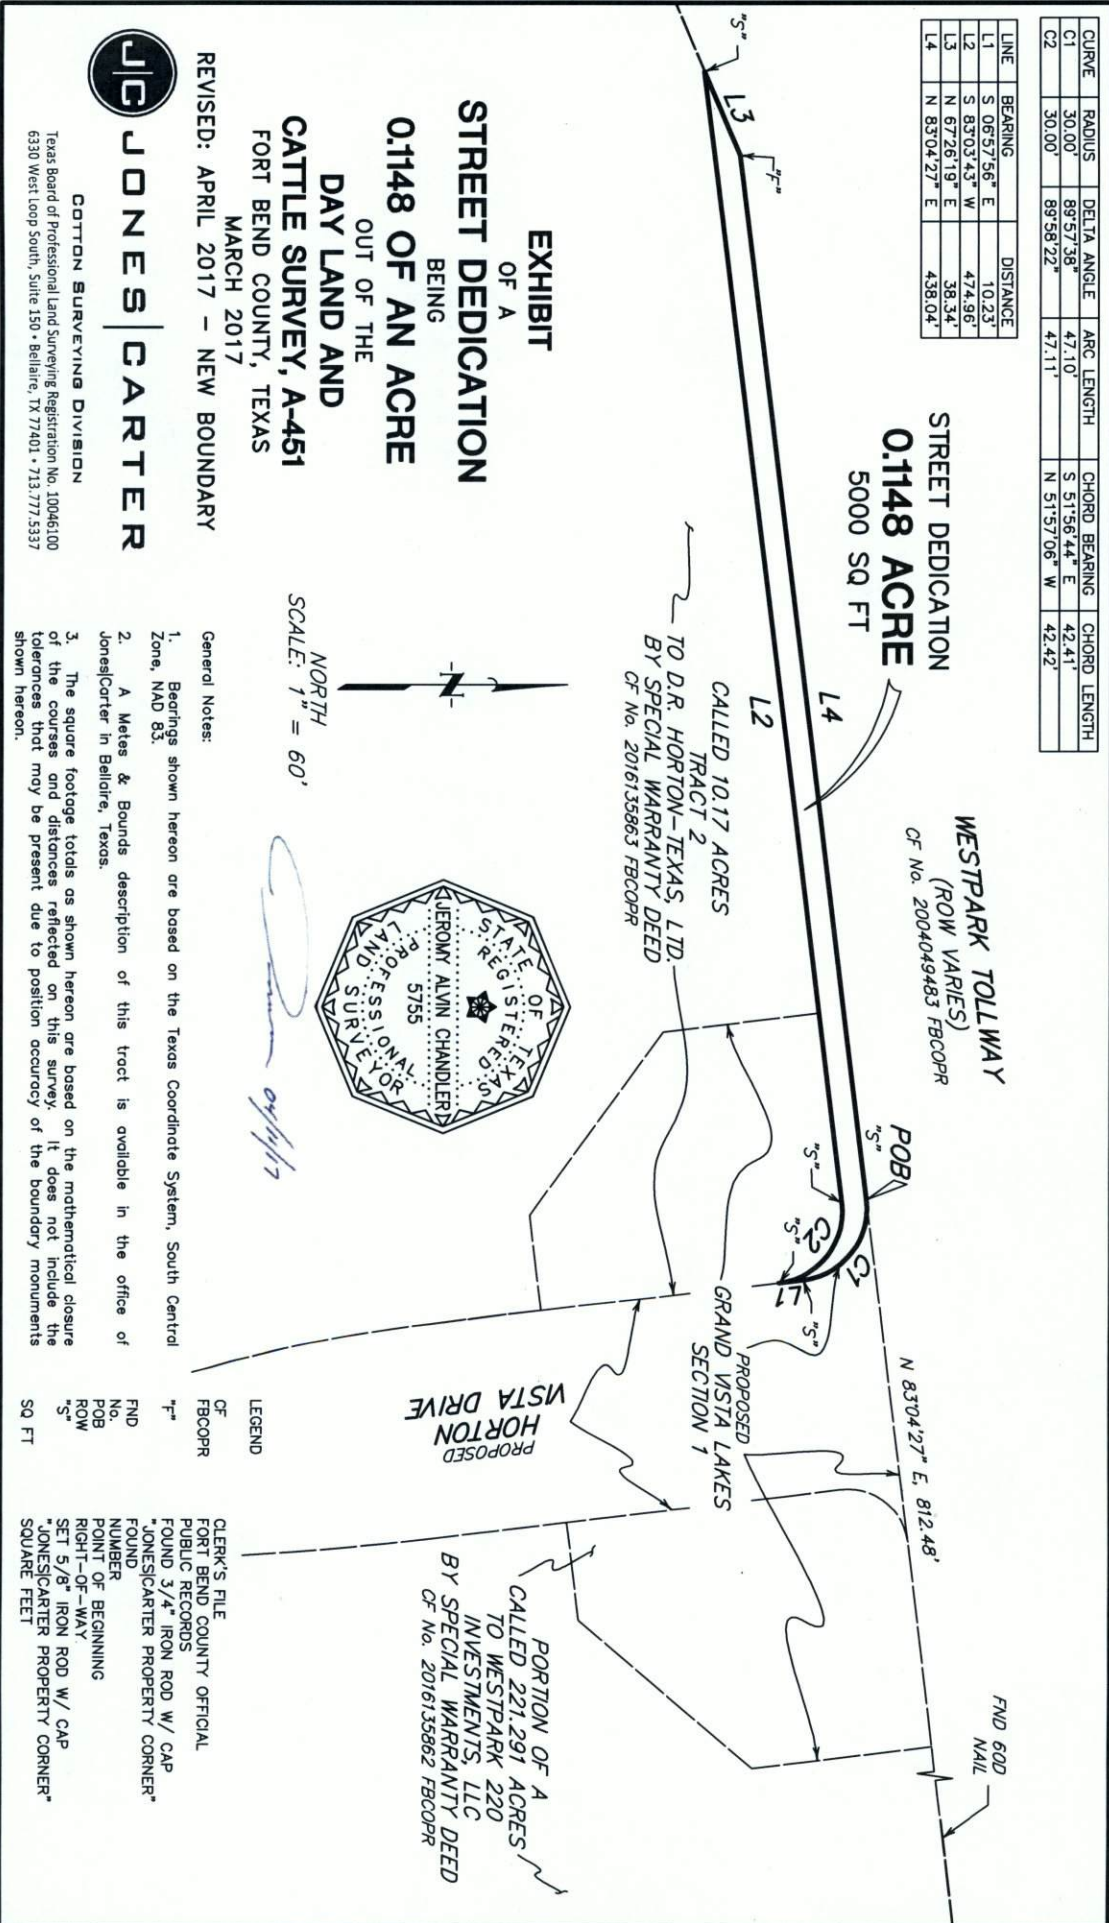 CURVE RADIUS DELTA ANGLE ARC LENGTH CHORD BEARING CHORD LENGTH
C1 30.00' 89°57'38" 47.10' S 51°56'44" E 42.41'
C2 30.00' 89°58'22" 47.11' N 51°57'06" W 42.42'
LINE BEARING DISTANCE
L1 S 06°57'56" E 10.23'
L2 S 83°03'43" W 474.96'
L3 N 67°26'19" E 38.34'
L4 N 83°04'27" E 438.04'
STREET DEDICATION
0.1148 ACRE
5000 SQ FT
WESTPARK TOLLWAY
(ROW VARIES)
CF No. 2004049483 FBCOPR
FND 60D
NAIL
N 83°04'27" E, 812.48'
POB
"S"
"S"
L3
"F"
L4
L2
C1
C2
"S"
"S"
L1
"S"
CALLED 10.17 ACRES
TRACT 2
TO D.R. HORTON-TEXAS, LTD.
BY SPECIAL WARRANTY DEED
CF No. 2016135863 FBCOPR
PROPOSED
GRAND VISTA LAKES
SECTION 1
PROPOSED
HORTON
VISTA DRIVE
PORTION OF A
CALLED 221.291 ACRES
TO WESTPARK 220
INVESTMENTS, LLC
BY SPECIAL WARRANTY DEED
CF No. 2016135862 FBCOPR
EXHIBIT
OF A
STREET DEDICATION
BEING
0.1148 OF AN ACRE
OUT OF THE
DAY LAND AND
CATTLE SURVEY, A-451
FORT BEND COUNTY, TEXAS
MARCH 2017
REVISED: APRIL 2017 - NEW BOUNDARY
J|C JONES|CARTER
COTTON SURVEYING DIVISION
Texas Board of Professional Land Surveying Registration No. 10046100
6330 West Loop South, Suite 150 • Bellaire, TX 77401 • 713.777.5337
-N-
NORTH
SCALE: 1" = 60'
STATE OF TEXAS
REGISTERED
JEROMY ALVIN CHANDLER
5755
PROFESSIONAL
LAND SURVEYOR
General Notes:
1. Bearings shown hereon are based on the Texas Coordinate System, South Central
Zone, NAD 83.
2. A Metes & Bounds description of this tract is available in the office of
Jones|Carter in Bellaire, Texas.
3. The square footage totals as shown hereon are based on the mathematical closure
of the courses and distances reflected on this survey. It does not include the
tolerances that may be present due to position accuracy of the boundary monuments
shown hereon.
LEGEND
CF CLERK'S FILE
FBCOPR FORT BEND COUNTY OFFICIAL
PUBLIC RECORDS
"F" FOUND 3/4" IRON ROD W/ CAP
"JONES|CARTER PROPERTY CORNER"
FND FOUND
No. NUMBER
POB POINT OF BEGINNING
ROW RIGHT-OF-WAY
"S" SET 5/8" IRON ROD W/ CAP
"JONES|CARTER PROPERTY CORNER"
SQ FT SQUARE FEET